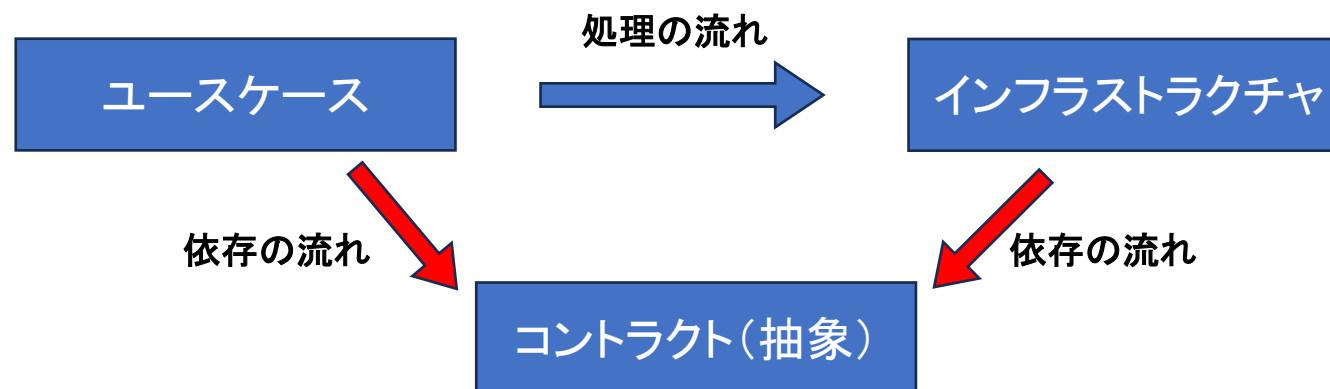 処理の流れ
ユースケース
インフラストラクチャ
依存の流れ
依存の流れ
コントラクト（抽象）